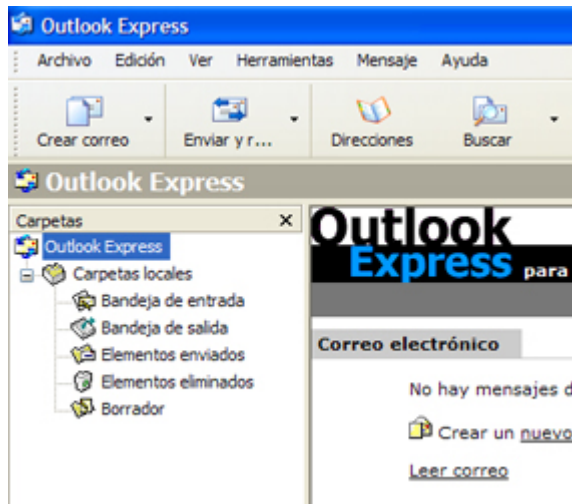 Outlook Express
Archivo Edición Ver Herramientas Mensaje Ayuda
Crear correo Enviar y r... Direcciones Buscar
Outlook Express
Carpetas
Outlook Express
Carpetas locales
Bandeja de entrada
Bandeja de salida
Elementos enviados
Elementos eliminados
Borrador
Outlook
Express para
Correo electrónico
No hay mensajes d
Crear un nuevo
Leer correo